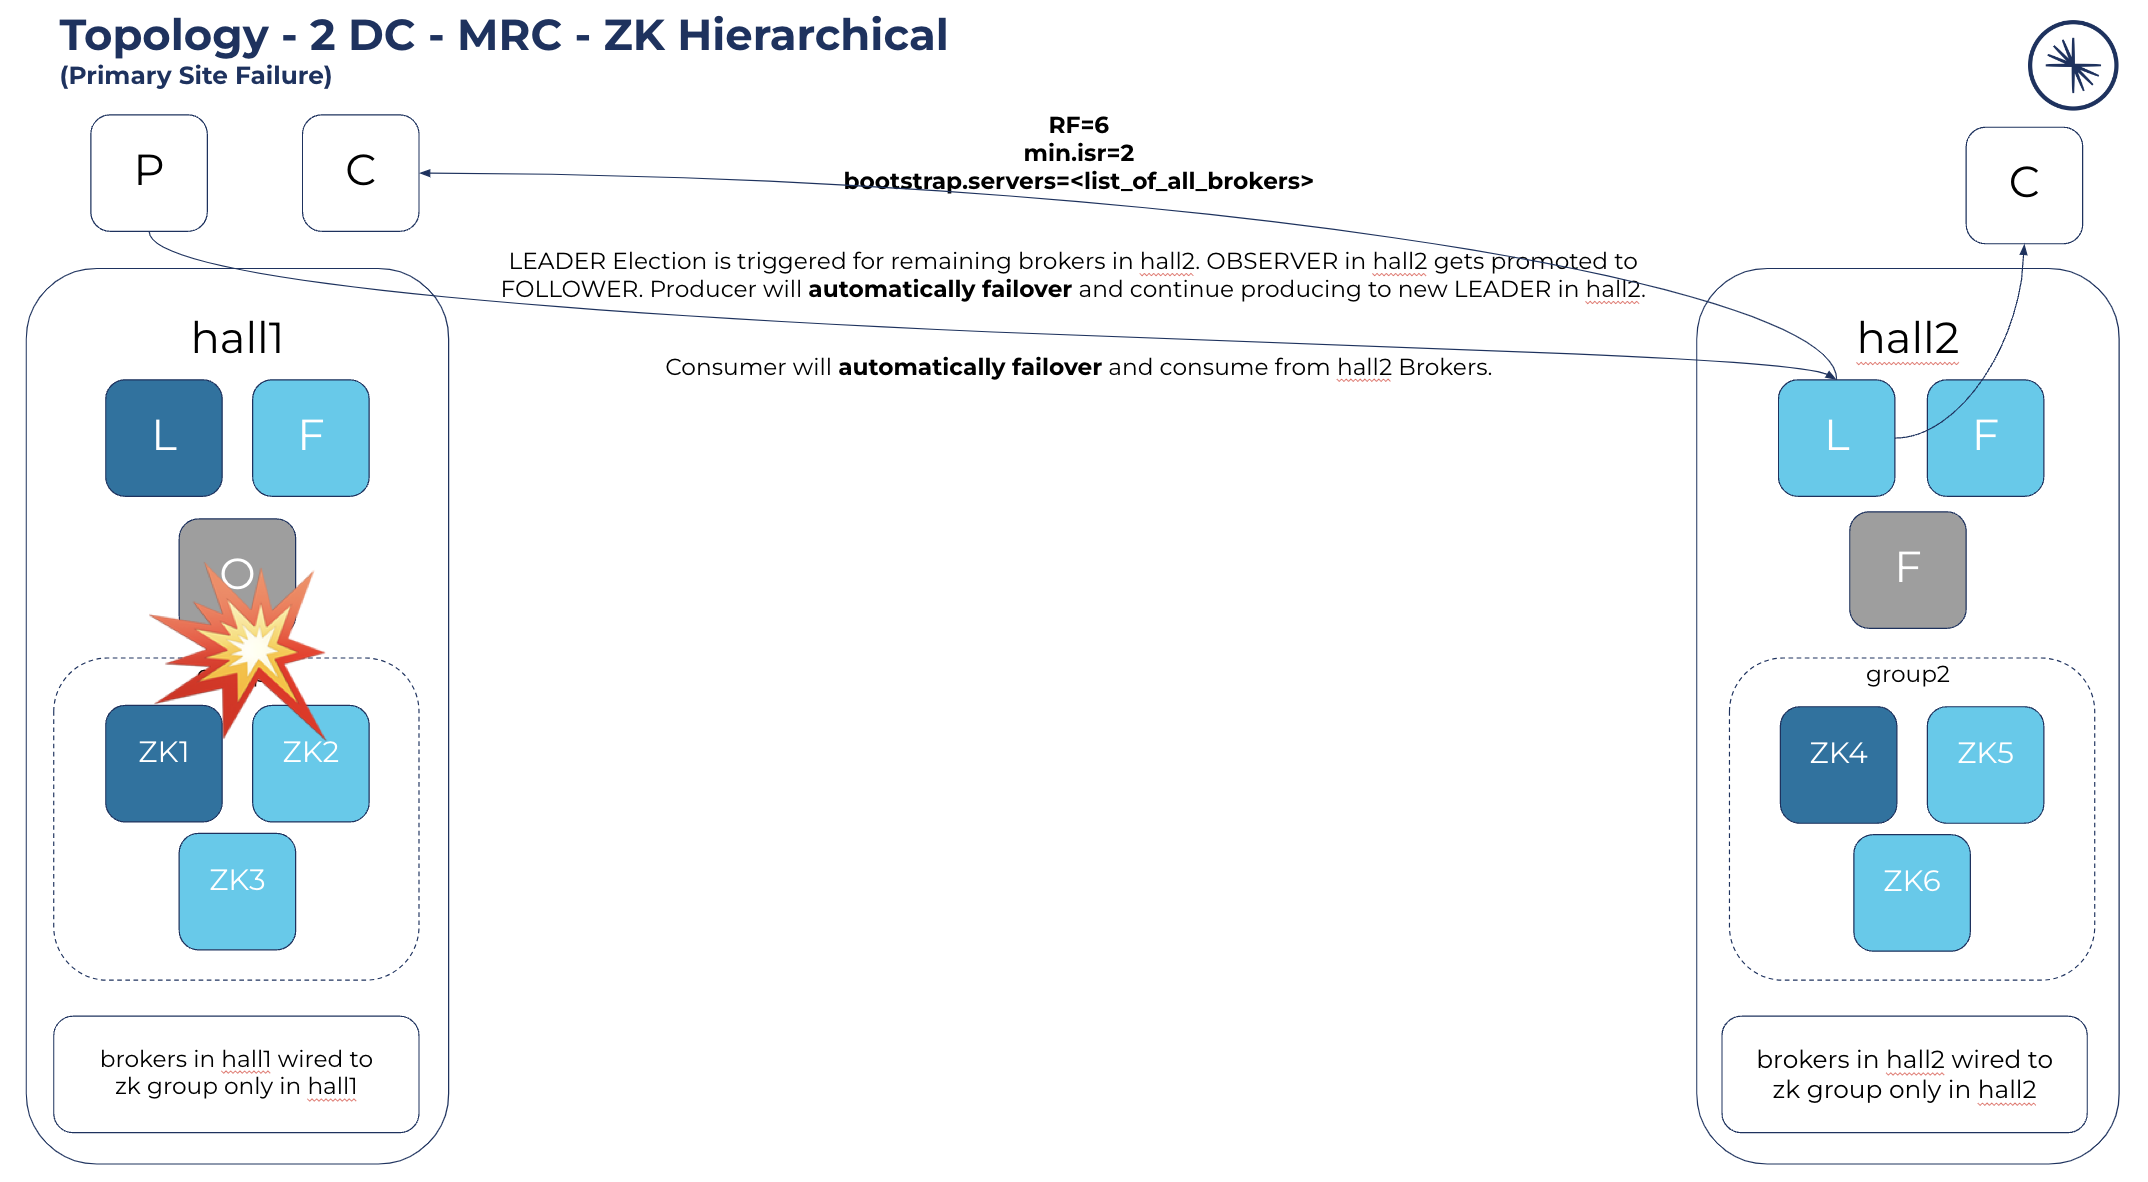 Topology - 2 DC - MRC - ZK Hierarchical
(Primary Site Failure)
P
C
RF=6
min.isr=2
bootstrap.servers=<list_of_all_brokers>
C
LEADER Election is triggered for remaining brokers in hall2. OBSERVER in hall2 gets promoted to
FOLLOWER. Producer will automatically failover and continue producing to new LEADER in hall2.
Consumer will automatically failover and consume from hall2 Brokers.
hall1
L
F
O
ZK1
ZK2
ZK3
brokers in hall1 wired to
zk group only in hall1
hall2
L
F
F
group2
ZK4
ZK5
ZK6
brokers in hall2 wired to
zk group only in hall2